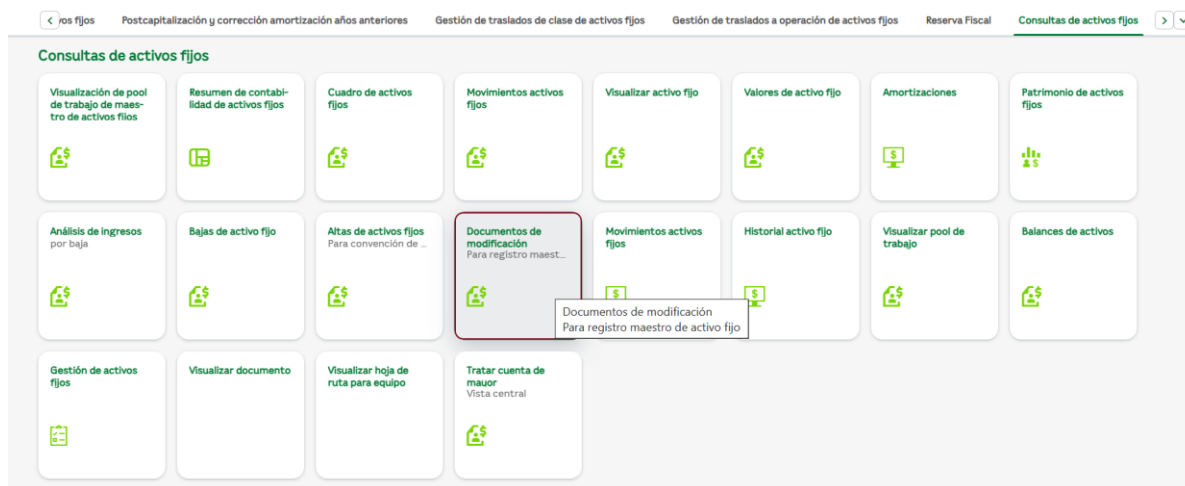 vos fijos
Postcapitalización y corrección amortización años anteriores
Gestión de traslados de clase de activos fijos
Gestión de traslados a operación de activos fijos
Reserva Fiscal
Consultas de activos fijos
Consultas de activos fijos
Visualización de pool
de trabajo de maes-
tro de activos fijos
Resumen de contabi-
lidad de activos fijos
Cuadro de activos
fijos
Movimientos activos
fijos
Visualizar activo fijo
Valores de activo fijo
Amortizaciones
Patrimonio de activos
fijos
Análisis de ingresos
por baja
Bajas de activo fijo
Altas de activos fijos
Para convención de ...
Documentos de
modificación
Para registro maest...
Movimientos activos
fijos
Historial activo fijo
Visualizar pool de
trabajo
Balances de activos
Documentos de modificación
Para registro maestro de activo fijo
Gestión de activos
fijos
Visualizar documento
Visualizar hoja de
ruta para equipo
Tratar cuenta de
mayor
Vista central